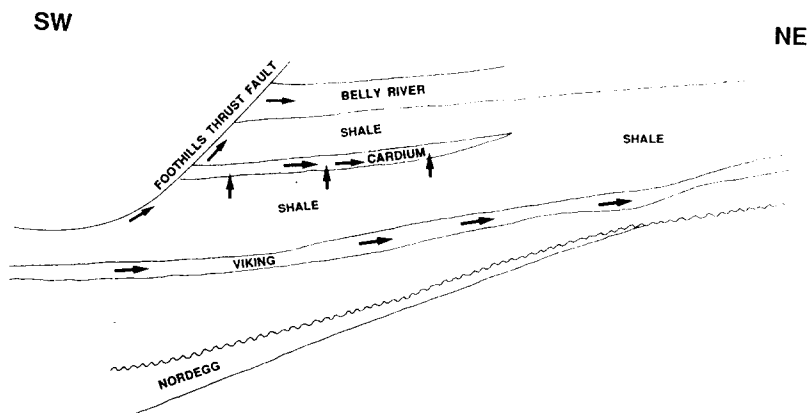 SW
NE
FOOTHILLS THRUST FAULT
BELLY RIVER
SHALE
SHALE
CARDIUM
SHALE
VIKING
NORDEGG